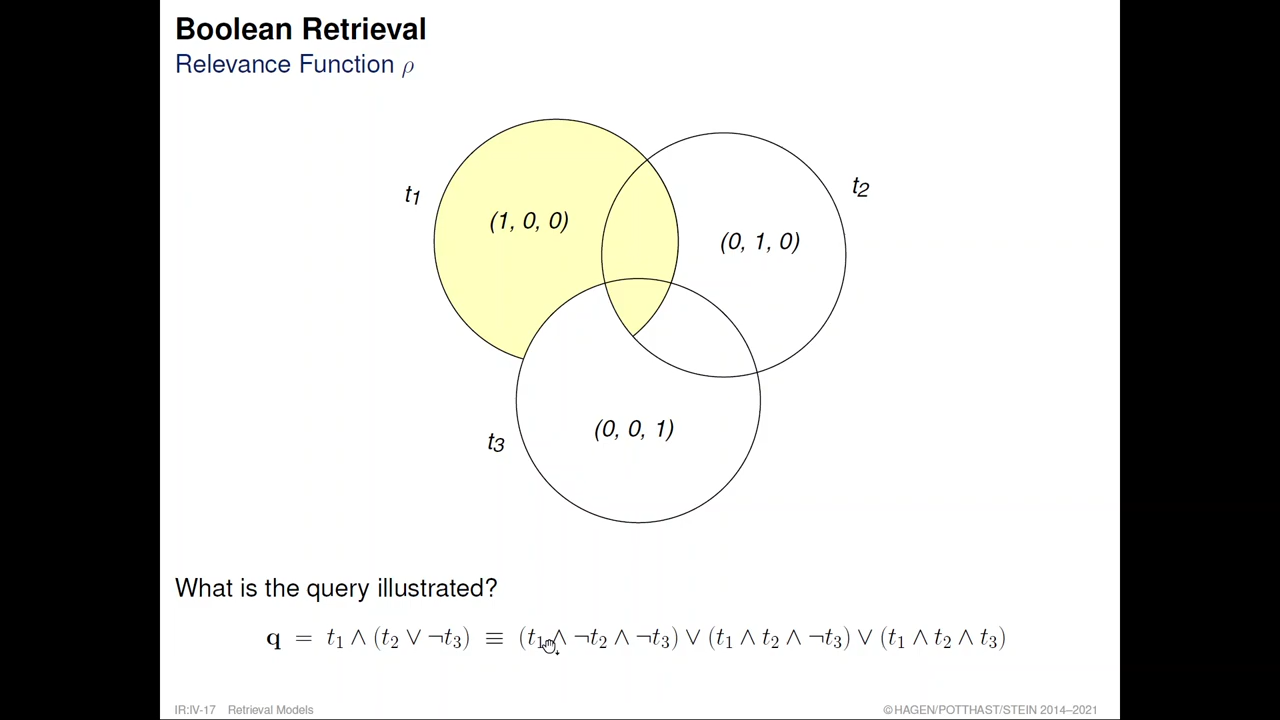 Boolean Retrieval
Relevance Function ρ
t1
t2
(1, 0, 0)
(0, 1, 0)
t3
(0, 0, 1)
What is the query illustrated?
q = t1 ∧ (t2 ∨ ¬t3) ≡ (t1 ∧ ¬t2 ∧ ¬t3) ∨ (t1 ∧ t2 ∧ ¬t3) ∨ (t1 ∧ t2 ∧ t3)
IR:IV-17 Retrieval Models ©HAGEN/POTTHAST/STEIN 2014–2021